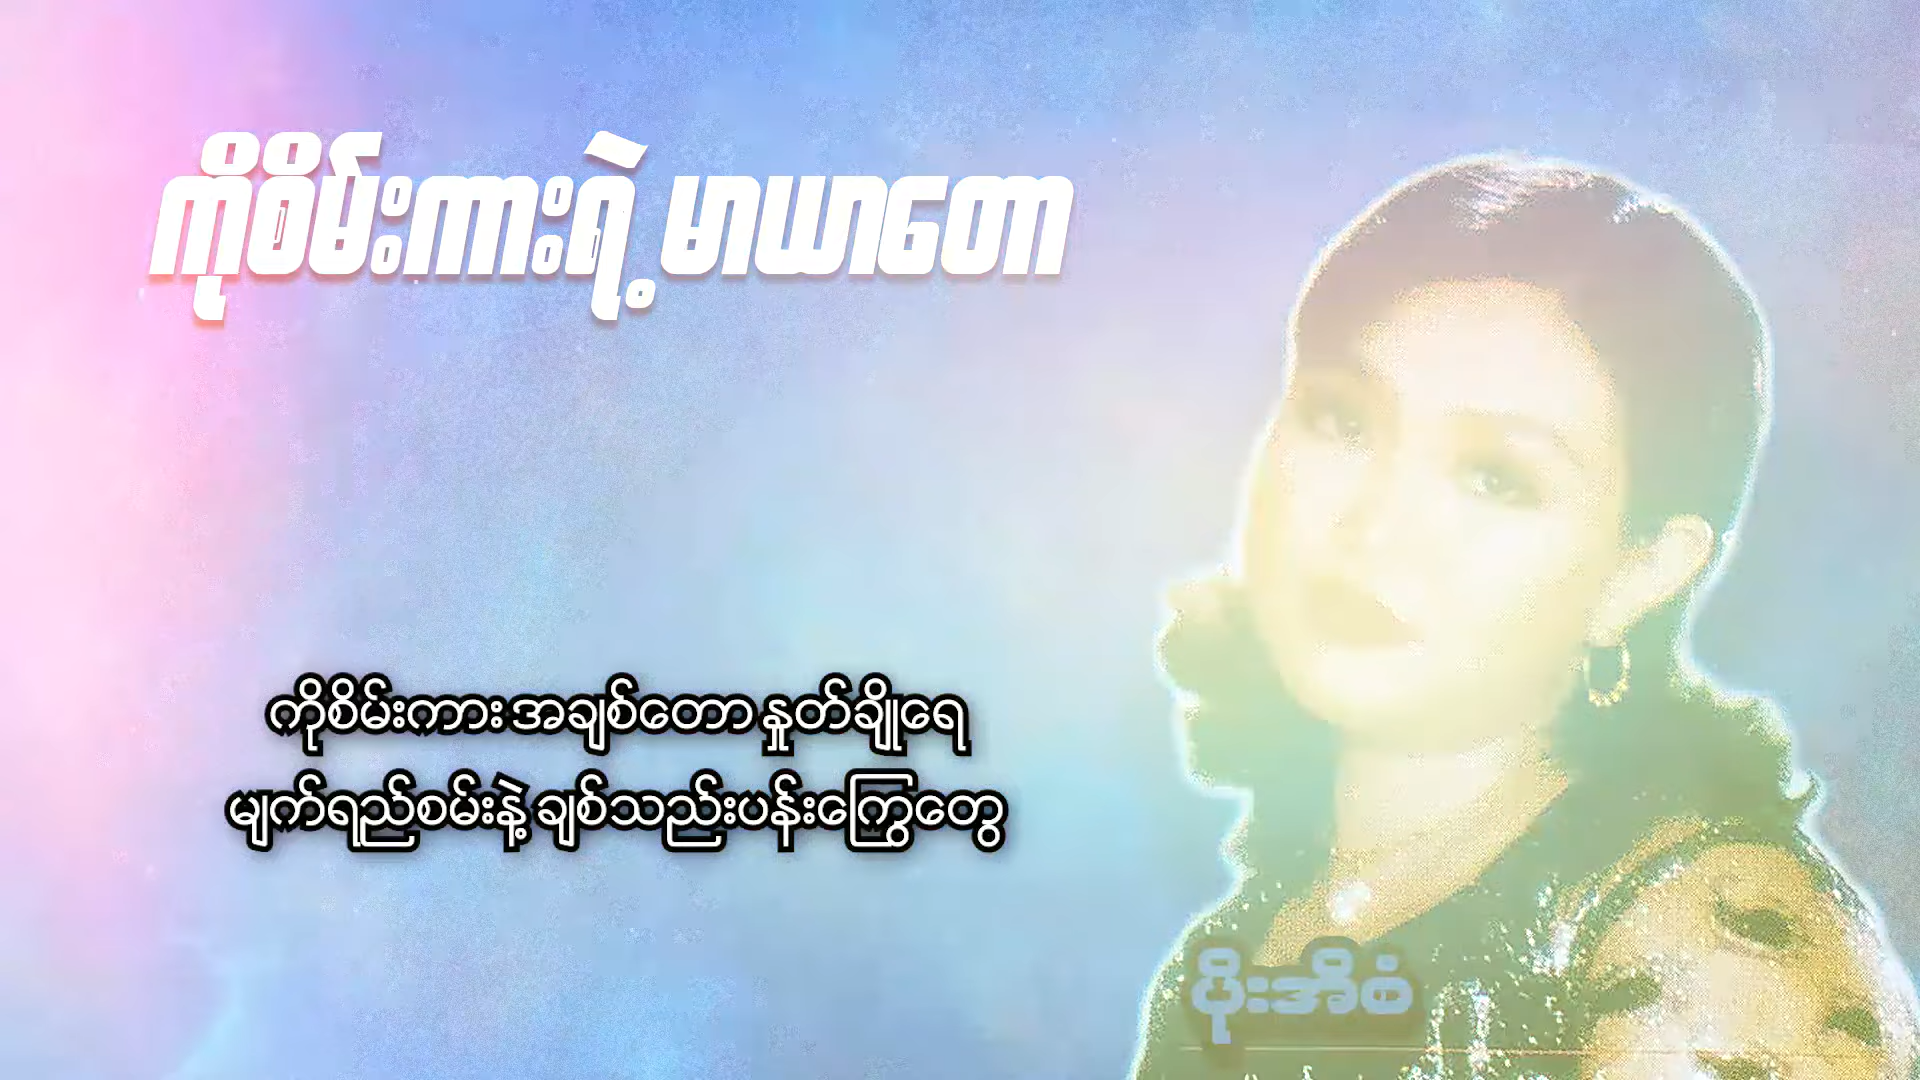 ကိုစိမ်းကားရဲ့ မာယာတော
ကိုစိမ်းကား အချစ်တော နှုတ်ချိုရေ
မျက်ရည်စမ်းနဲ့ ချစ်သည်းပန်းကြွေတွေ
ပိုးအိစံ